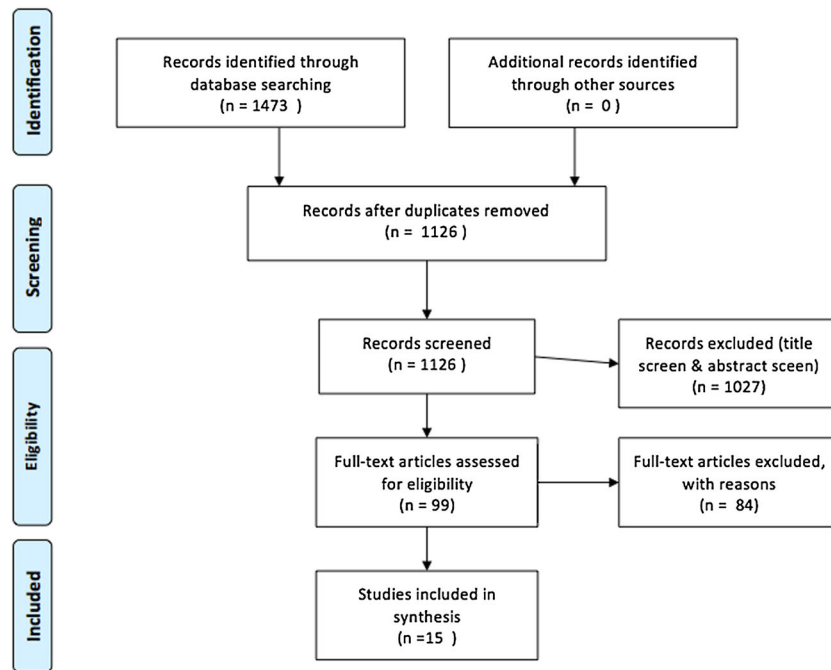 Identification
Records identified through
database searching
(n = 1473  )
Additional records identified
through other sources
(n =  0 )
Screening
Records after duplicates removed
(n =  1126 )
Records screened
(n = 1126 )
Records excluded (title
screen & abstract sceen)
(n = 1027)
Eligibility
Full-text articles assessed
for eligibility
(n = 99)
Full-text articles excluded,
with reasons
(n =  84)
Included
Studies included in
synthesis
(n =15  )